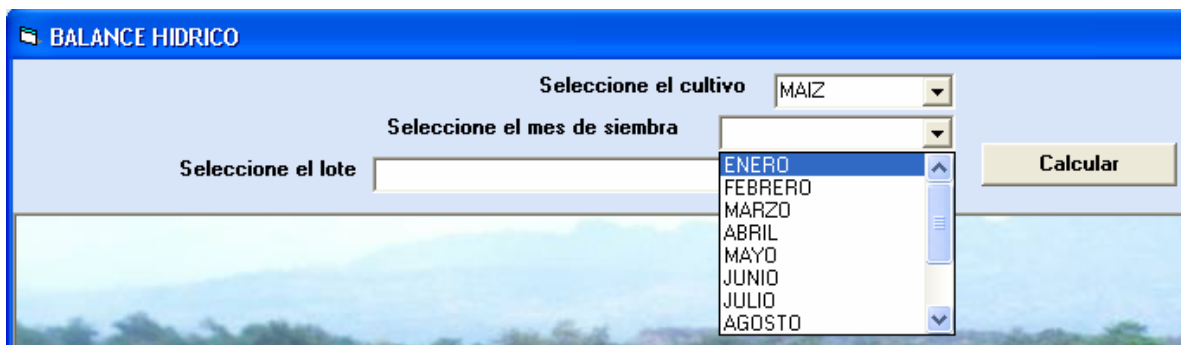 BALANCE HIDRICO
Seleccione el cultivo MAIZ
Seleccione el mes de siembra
Seleccione el lote
ENERO
FEBRERO
MARZO
ABRIL
MAYO
JUNIO
JULIO
AGOSTO
Calcular